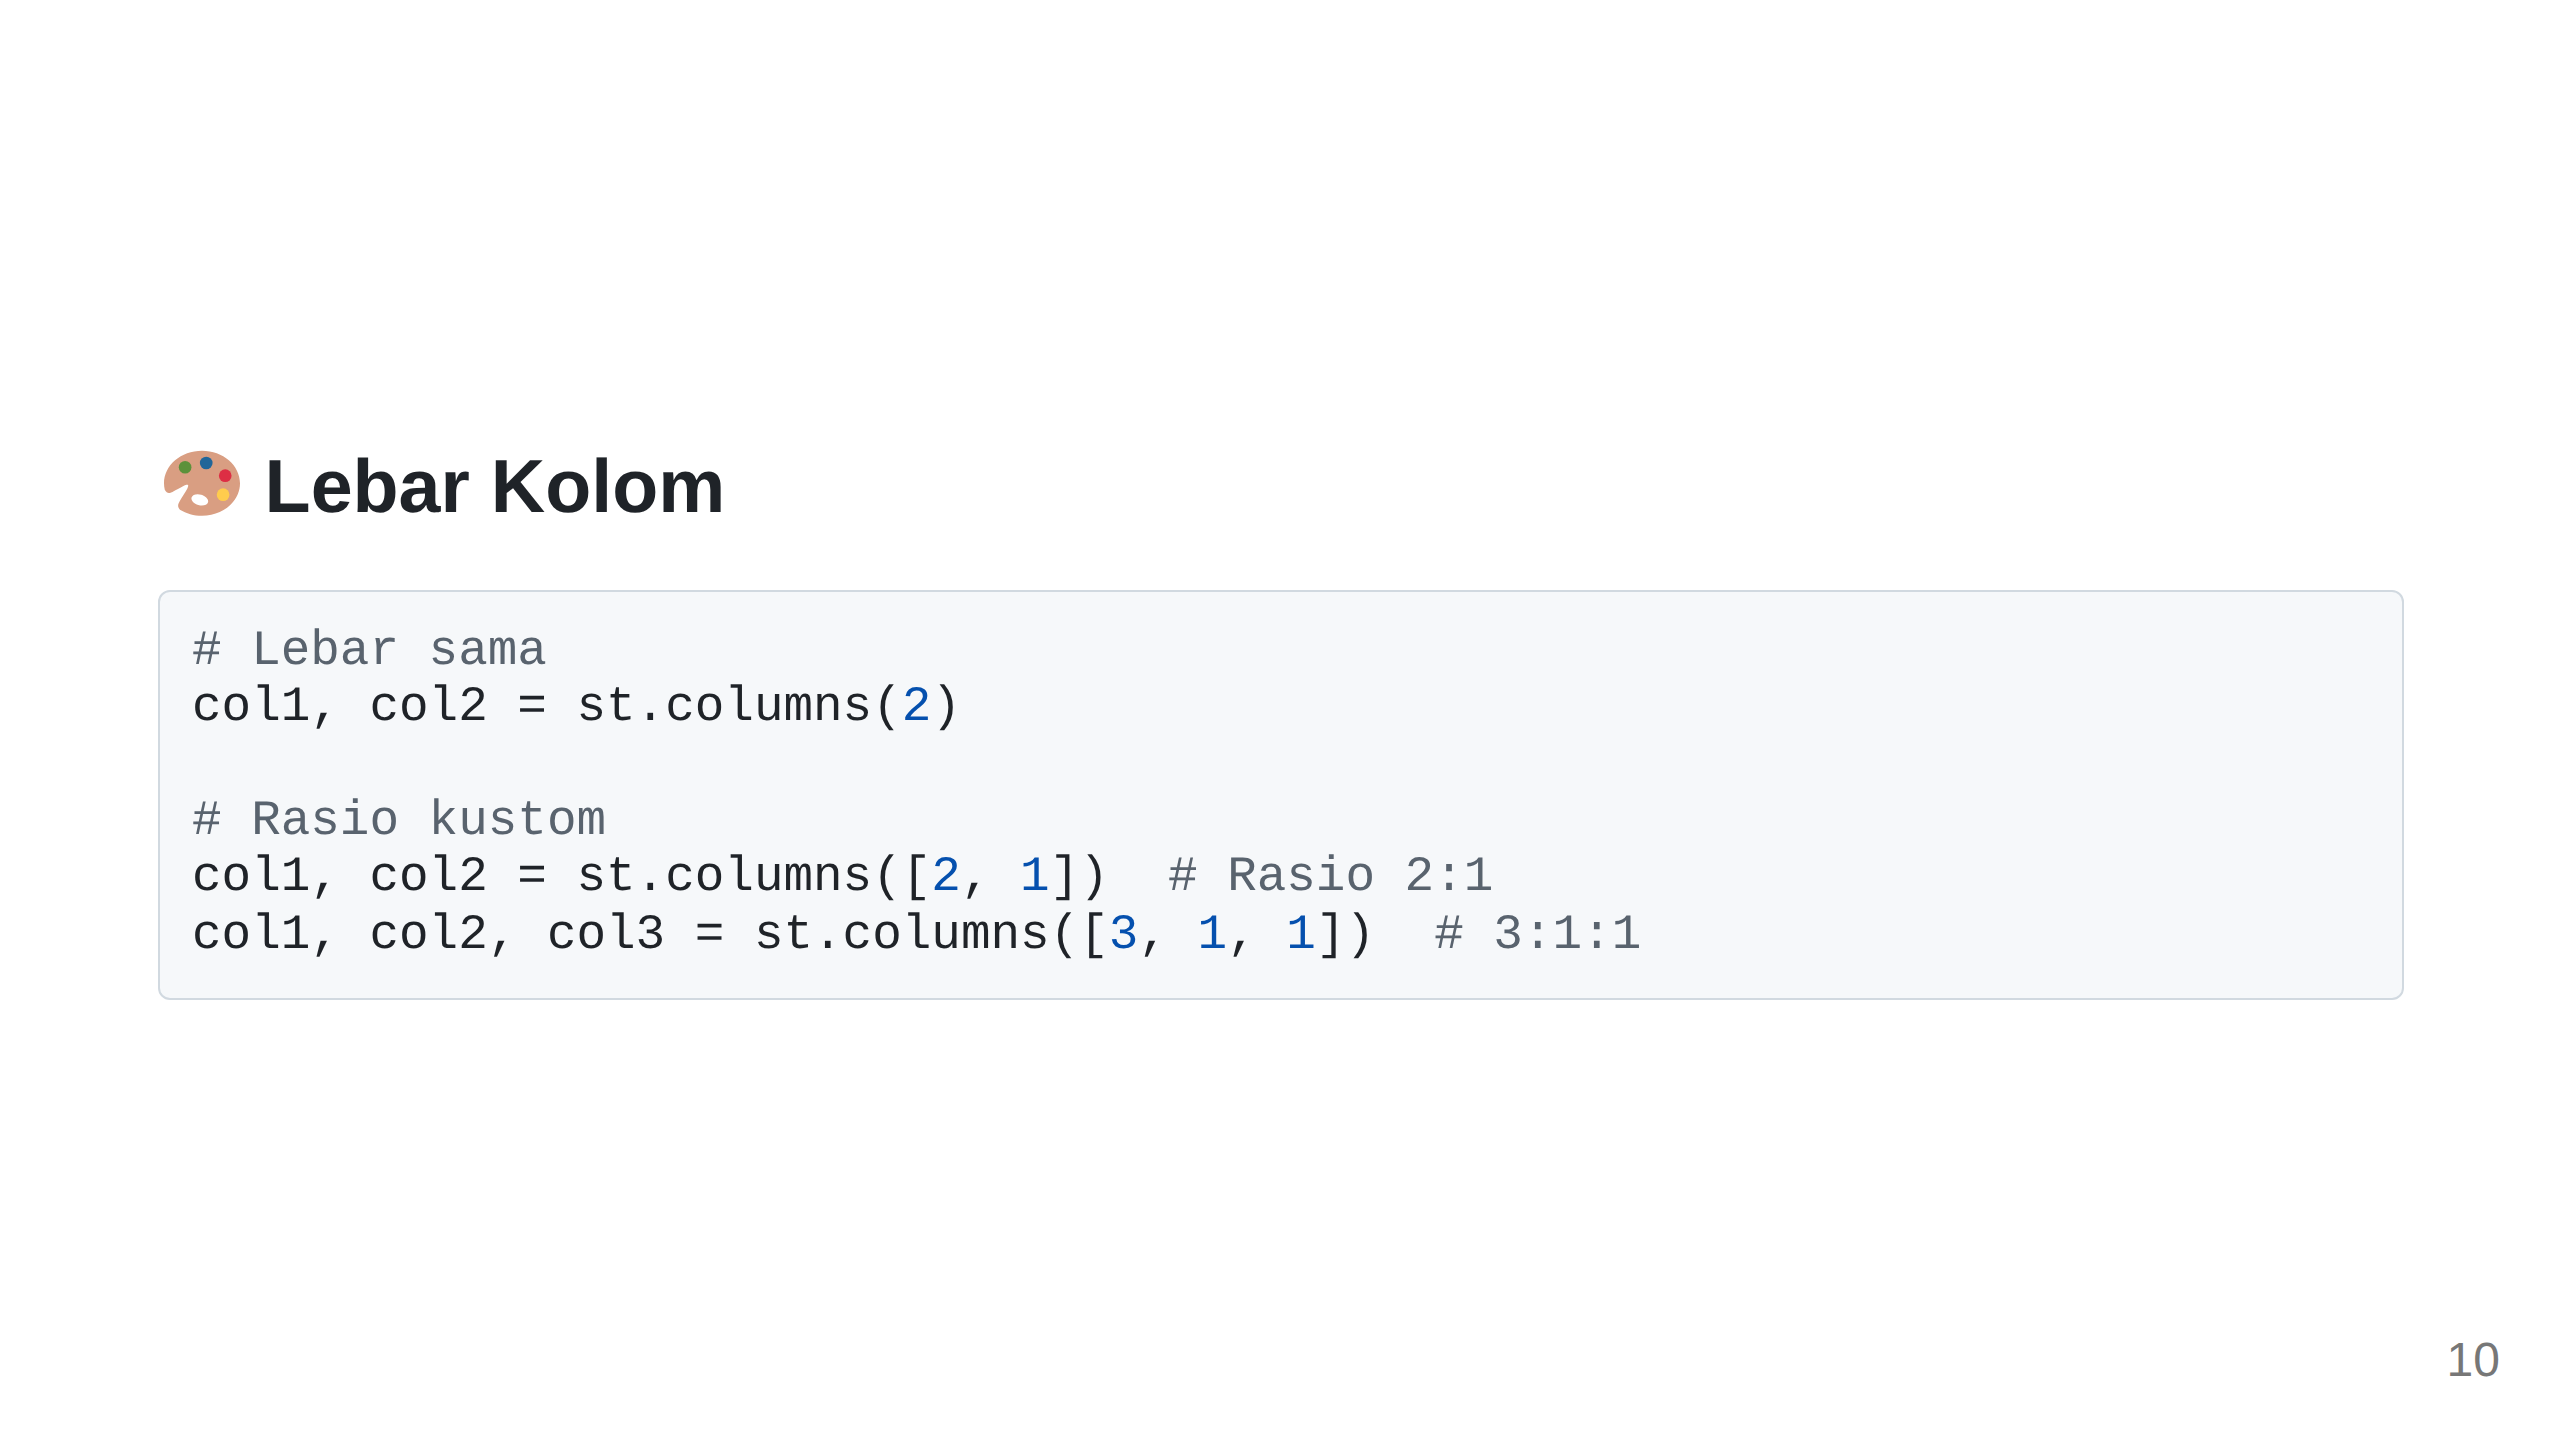 🎨 Lebar Kolom
# Lebar sama
col1, col2 = st.columns(2)
# Rasio kustom
col1, col2 = st.columns([2, 1])  # Rasio 2:1
col1, col2, col3 = st.columns([3, 1, 1])  # 3:1:1
10